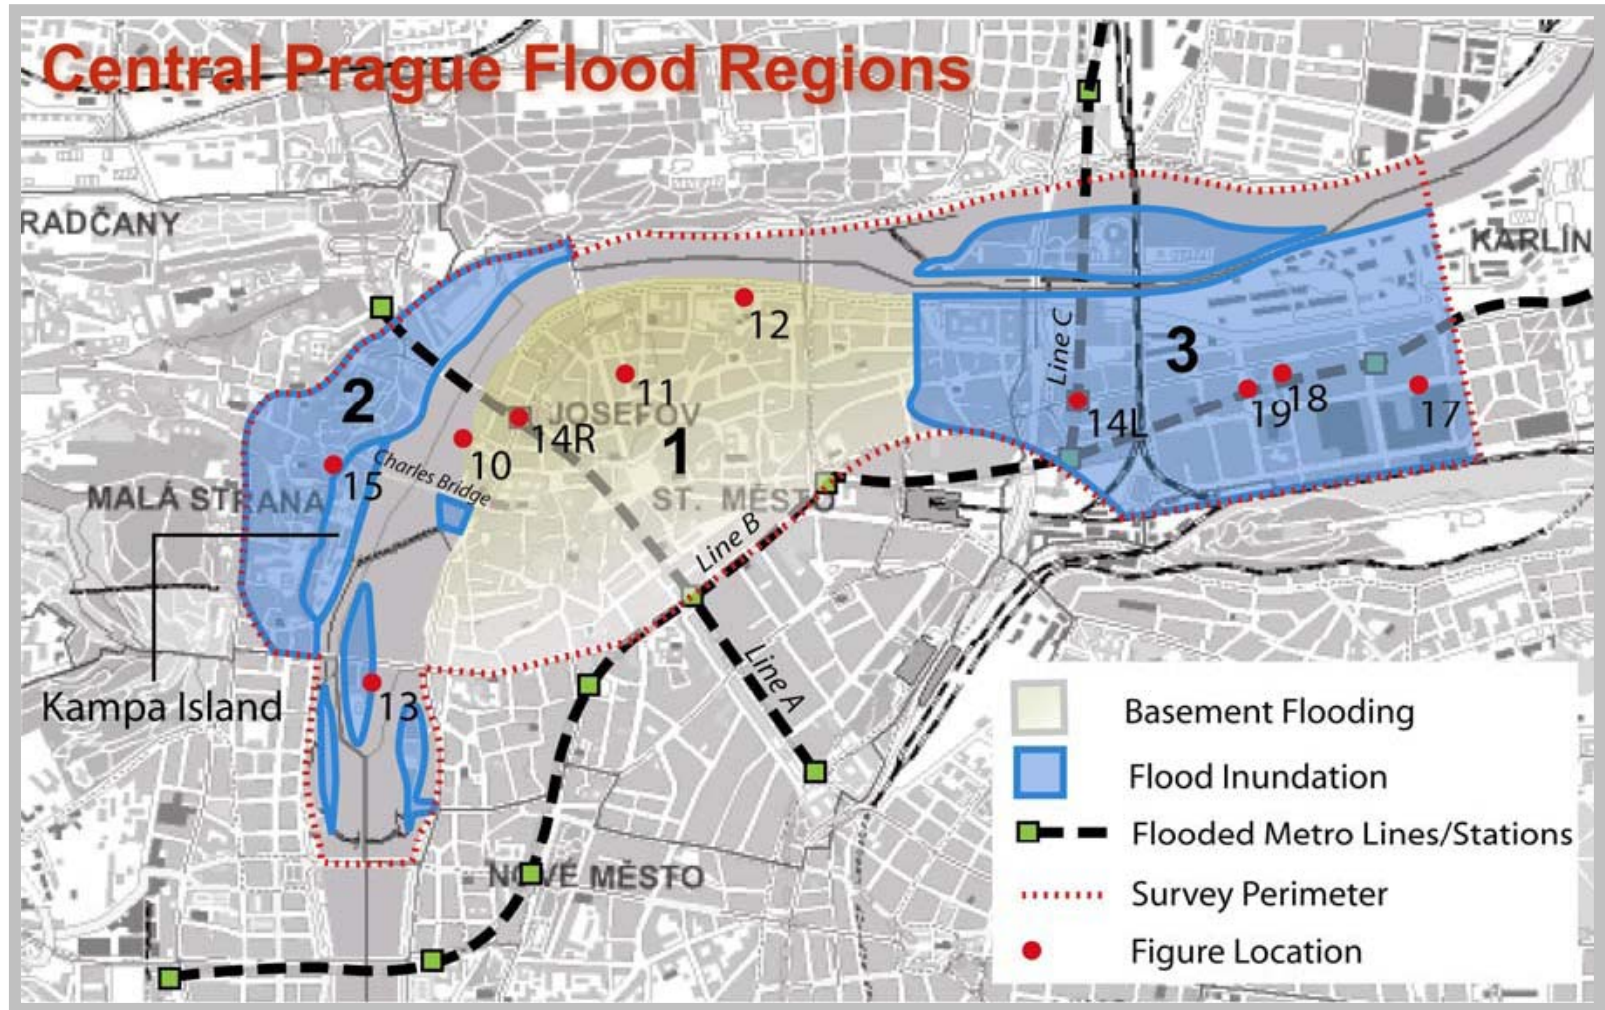 Central Prague Flood Regions
RADČANY
KARLÍN
12
Line C
3
2
11
JOSEFOV
14R
1
14L
19
18
17
10
Charles Bridge
15
MALÁ STRANA
ST. MĚSTO
Line B
Line A
Kampa Island
13
NOVÉ MĚSTO
Basement Flooding
Flood Inundation
Flooded Metro Lines/Stations
Survey Perimeter
Figure Location